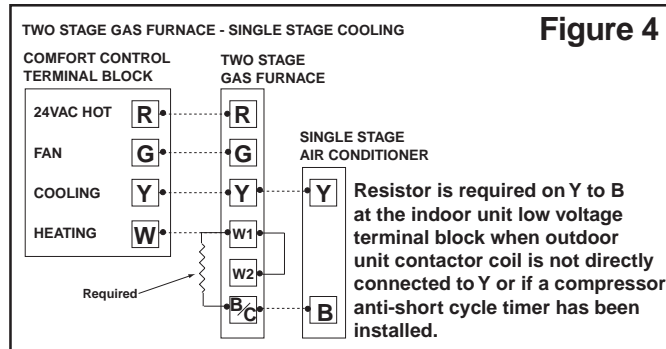 TWO STAGE GAS FURNACE - SINGLE STAGE COOLING
Figure 4
COMFORT CONTROL
TERMINAL BLOCK
TWO STAGE
GAS FURNACE
24VAC HOT R R
FAN G G
SINGLE STAGE
AIR CONDITIONER
COOLING Y Y Y
HEATING W W1
W2
Required
B/C B
Resistor is required on Y to B
at the indoor unit low voltage
terminal block when outdoor
unit contactor coil is not directly
connected to Y or if a compressor
anti-short cycle timer has been
installed.